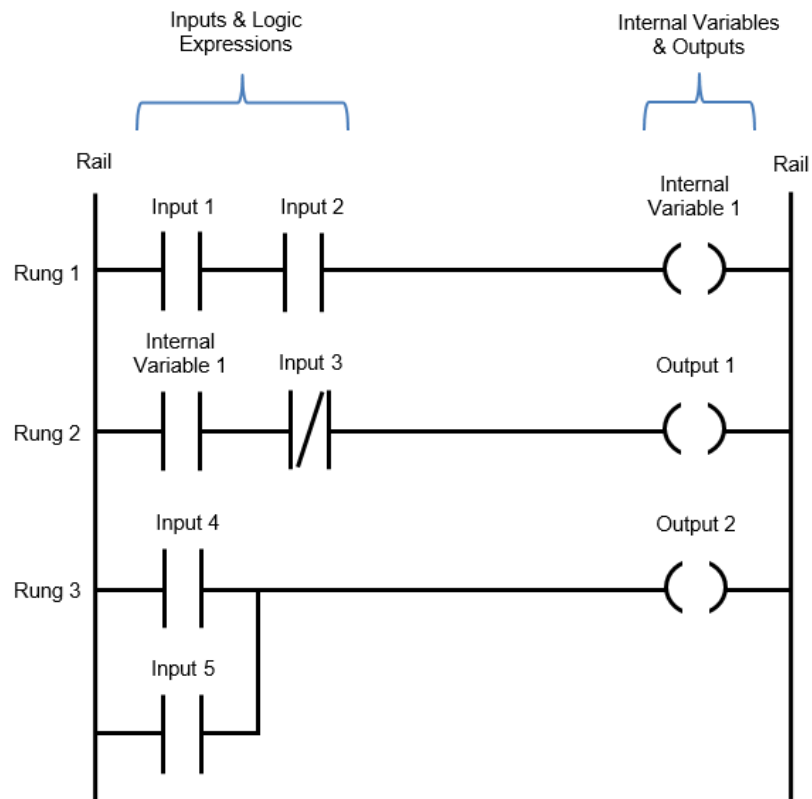 Inputs & Logic
Expressions
Internal Variables
& Outputs
Rail
Rail
Input 1
Input 2
Internal
Variable 1
Rung 1
Internal
Variable 1
Input 3
Output 1
Rung 2
Input 4
Output 2
Rung 3
Input 5